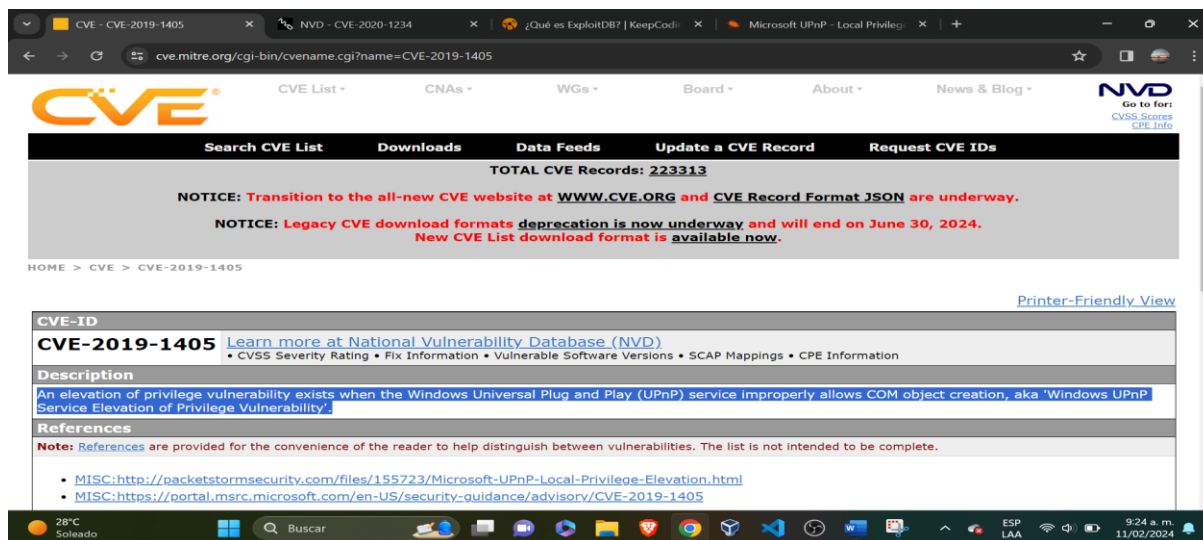 CVE - CVE-2019-1405
NVD - CVE-2020-1234
¿Qué es ExploitDB? | KeepCodi
Microsoft UPnP - Local Privileg
cve.mitre.org/cgi-bin/cvename.cgi?name=CVE-2019-1405
CVE
CVE List
CNAs
WGs
Board
About
News & Blog
NVD
Go to for:
CVSS Scores
CPE Info
Search CVE List Downloads Data Feeds Update a CVE Record Request CVE IDs
TOTAL CVE Records: 223313
NOTICE: Transition to the all-new CVE website at WWW.CVE.ORG and CVE Record Format JSON are underway.
NOTICE: Legacy CVE download formats deprecation is now underway and will end on June 30, 2024.
New CVE List download format is available now.
HOME > CVE > CVE-2019-1405
Printer-Friendly View
CVE-ID
CVE-2019-1405 Learn more at National Vulnerability Database (NVD)
• CVSS Severity Rating • Fix Information • Vulnerable Software Versions • SCAP Mappings • CPE Information
Description
An elevation of privilege vulnerability exists when the Windows Universal Plug and Play (UPnP) service improperly allows COM object creation, aka 'Windows UPnP
Service Elevation of Privilege Vulnerability'.
References
Note: References are provided for the convenience of the reader to help distinguish between vulnerabilities. The list is not intended to be complete.
• MISC:http://packetstormsecurity.com/files/155723/Microsoft-UPnP-Local-Privilege-Elevation.html
• MISC:https://portal.msrc.microsoft.com/en-US/security-guidance/advisory/CVE-2019-1405
28°C
Soleado
Buscar
ESP
LAA
9:24 a. m.
11/02/2024